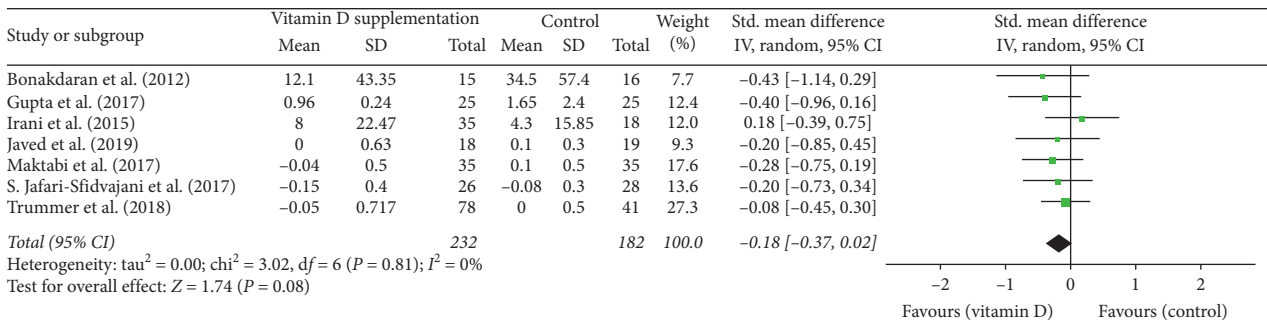 Study or subgroup Vitamin D supplementation Control Weight (%) Std. mean difference IV, random, 95% CI Std. mean difference IV, random, 95% CI
Mean SD Total Mean SD Total
Bonakdaran et al. (2012) 12.1 43.35 15 34.5 57.4 16 7.7 –0.43 [–1.14, 0.29]
Gupta et al. (2017) 0.96 0.24 25 1.65 2.4 25 12.4 –0.40 [–0.96, 0.16]
Irani et al. (2015) 8 22.47 35 4.3 15.85 18 12.0 0.18 [–0.39, 0.75]
Javed et al. (2019) 0 0.63 18 0.1 0.3 19 9.3 –0.20 [–0.85, 0.45]
Maktabi et al. (2017) –0.04 0.5 35 0.1 0.5 35 17.6 –0.28 [–0.75, 0.19]
S. Jafari-Sfidvajani et al. (2017) –0.15 0.4 26 –0.08 0.3 28 13.6 –0.20 [–0.73, 0.34]
Trummer et al. (2018) –0.05 0.717 78 0 0.5 41 27.3 –0.08 [–0.45, 0.30]
Total (95% CI) 232 182 100.0 –0.18 [–0.37, 0.02]
Heterogeneity: tau² = 0.00; chi² = 3.02, df = 6 (P = 0.81); I² = 0%
Test for overall effect: Z = 1.74 (P = 0.08)
–2 –1 0 1 2
Favours (vitamin D) Favours (control)